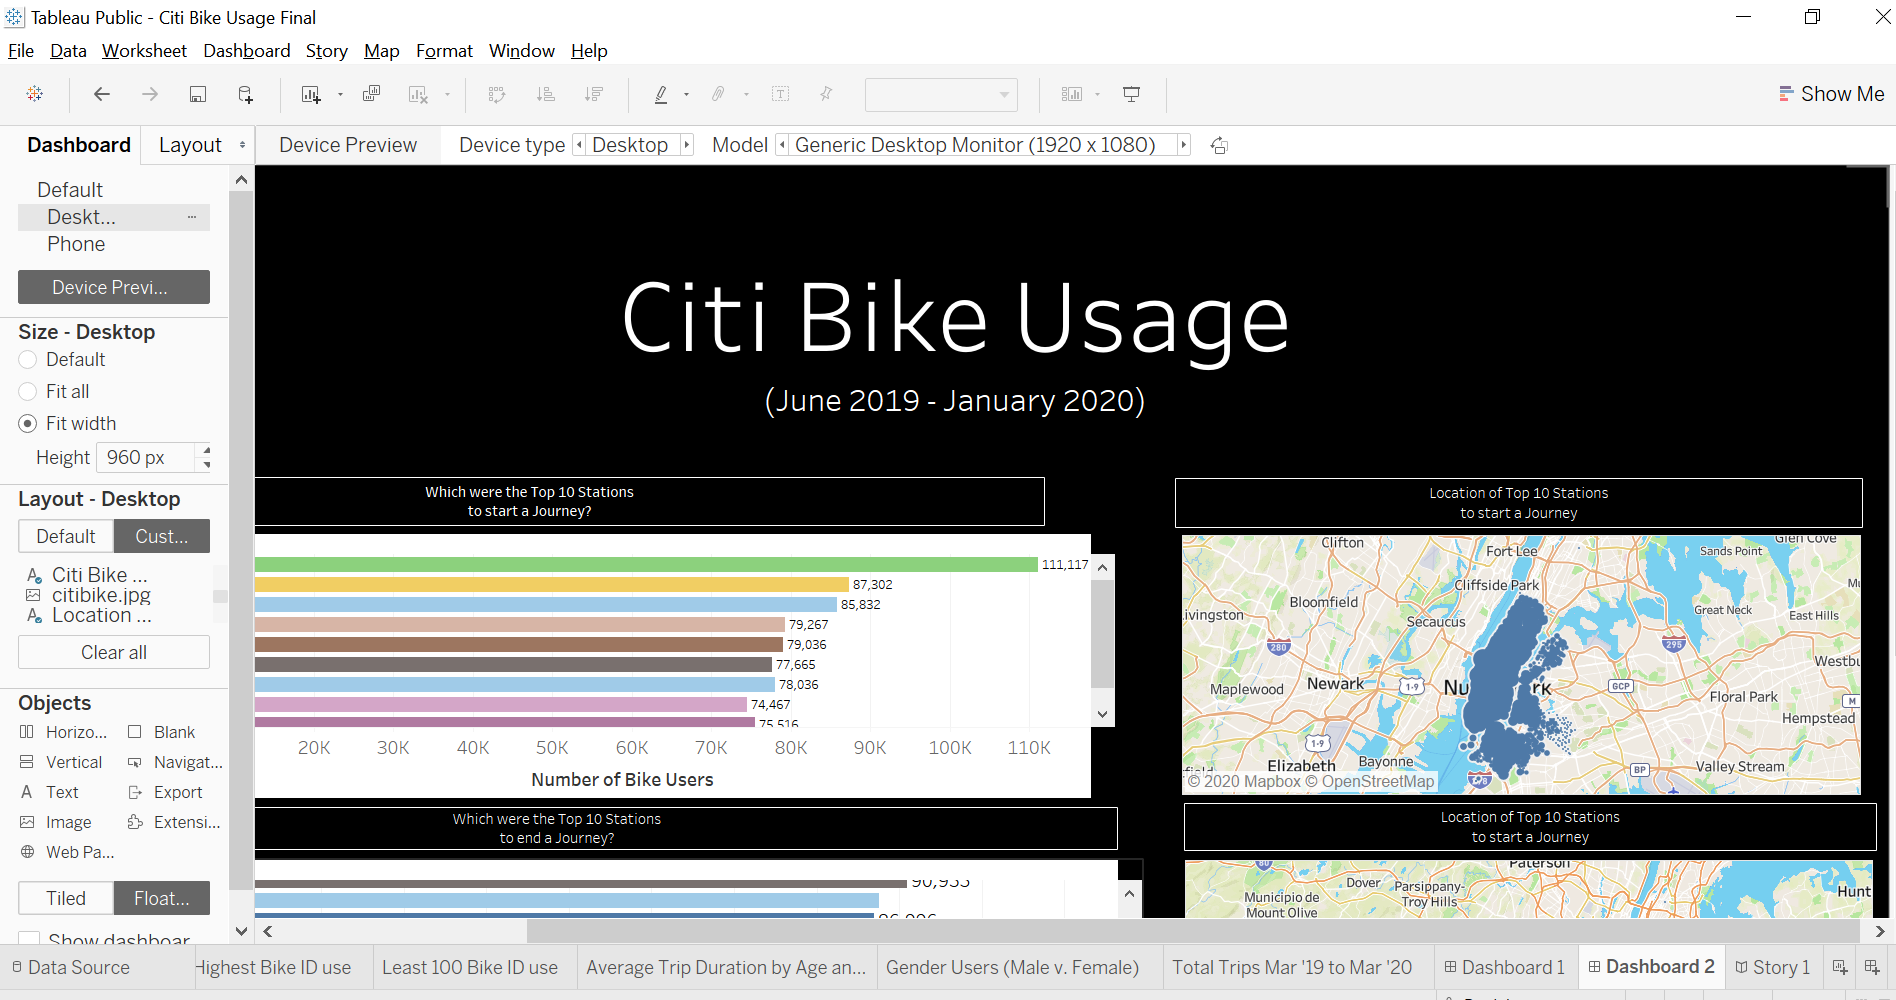 Tableau Public - Citi Bike Usage Final
File Data Worksheet Dashboard Story Map Format Window Help
Show Me
Dashboard Layout
Device Preview Device type Desktop Model Generic Desktop Monitor (1920 x 1080)
Default
Deskt...
Phone
Device Previ...
Size - Desktop
Default
Fit all
Fit width
Height 960 px
Layout - Desktop
Default Cust...
Citi Bike ...
citibike.jpg
Location ...
Clear all
Objects
Horizo... Blank
Vertical Navigat...
Text Export
Image Extensi...
Web Pa...
Tiled Float...
Show dashboar
Citi Bike Usage
(June 2019 - January 2020)
Which were the Top 10 Stations
to start a Journey?
111,117
87,302
85,832
79,267
79,036
77,665
78,036
74,467
75,516
20K 30K 40K 50K 60K 70K 80K 90K 100K 110K
Number of Bike Users
Location of Top 10 Stations
to start a Journey
Clifton
Glen Cove
Fort Lee
Sands Point
Cliffside Park
Bloomfield
Great Neck
East Hills
ivingston
Secaucus
280
295
Westbu
Maplewood
Newark
1-9
GCP
Floral Park
M
Hempstead
1-9
Elizabeth
Bayonne
BP
Valley Stream
© 2020 Mapbox © OpenStreetMap
Which were the Top 10 Stations
to end a Journey?
90,933
Location of Top 10 Stations
to start a Journey
80
Paterson
Dover
Parsippany-
Troy Hills
Municipio de
Mount Olive
Hunt
Data Source Highest Bike ID use Least 100 Bike ID use Average Trip Duration by Age an... Gender Users (Male v. Female) Total Trips Mar '19 to Mar '20 Dashboard 1 Dashboard 2 Story 1